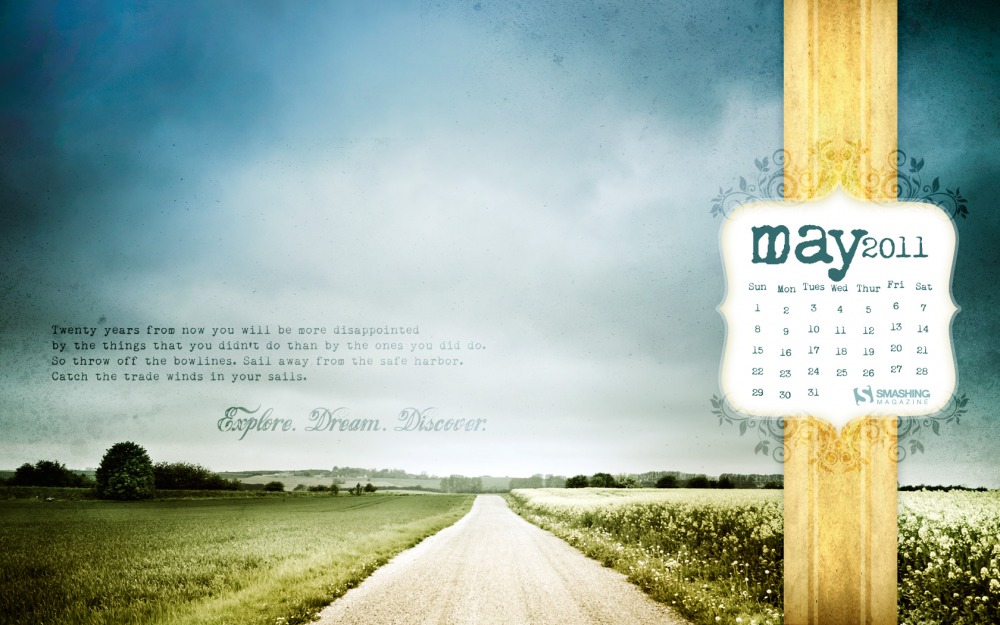 Twenty years from now you will be more disappointed
by the things that you didn't do than by the ones you did do.
So throw off the bowlines. Sail away from the safe harbor.
Catch the trade winds in your sails.
Explore. Dream. Discover.
may 2011
Sun Mon Tues Wed Thur Fri Sat
1 2 3 4 5 6 7
8 9 10 11 12 13 14
15 16 17 18 19 20 21
22 23 24 25 26 27 28
29 30 31
SMASHING
MAGAZINE